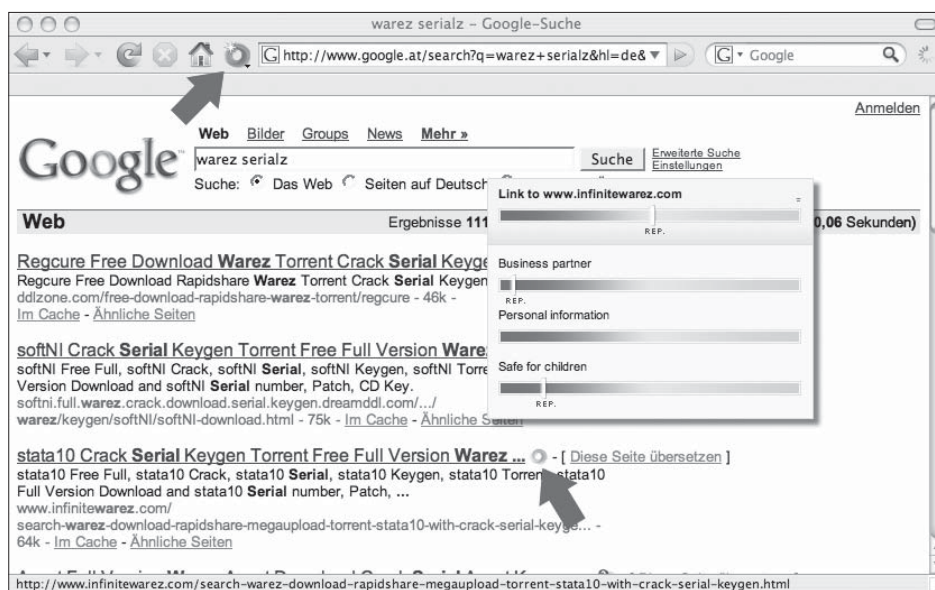 warez serialz – Google-Suche
G http://www.google.at/search?q=warez+serialz&hl=de& G Google
Anmelden
Web Bilder Groups News Mehr »
Google™
warez serialz Suche Erweiterte Suche
Einstellungen
Suche: Das Web Seiten auf Deutsch
Web Ergebnisse 111 0,06 Sekunden)
Link to www.infinitewarez.com
REP.
Business partner
REP.
Personal information
Safe for children
REP.
Regcure Free Download Warez Torrent Crack Serial Keyge
Regcure Free Download Rapidshare Warez Torrent Crack Serial Keygen
ddlzone.com/free-download-rapidshare-warez-torrent/regcure - 46k -
Im Cache - Ähnliche Seiten
softNI Crack Serial Keygen Torrent Free Full Version Ware
softNI Free Full, softNI Crack, softNI Serial, softNI Keygen, softNI Torre
Version Download and softNI Serial number, Patch, CD Key.
softni.full.warez.crack.download.serial.keygen.dreamddl.com/.../
warez/keygen/softNI/softNI-download.html - 75k - Im Cache - Ähnliche Seiten
stata10 Crack Serial Keygen Torrent Free Full Version Warez ... - [ Diese Seite übersetzen ]
stata10 Free Full, stata10 Crack, stata10 Serial, stata10 Keygen, stata10 Torrent, stata10
Full Version Download and stata10 Serial number, Patch, ...
www.infinitewarez.com/
search-warez-download-rapidshare-megaupload-torrent-stata10-with-crack-serial-keyge... -
64k - Im Cache - Ähnliche Seiten
http://www.infinitewarez.com/search-warez-download-rapidshare-megaupload-torrent-stata10-with-crack-serial-keygen.html